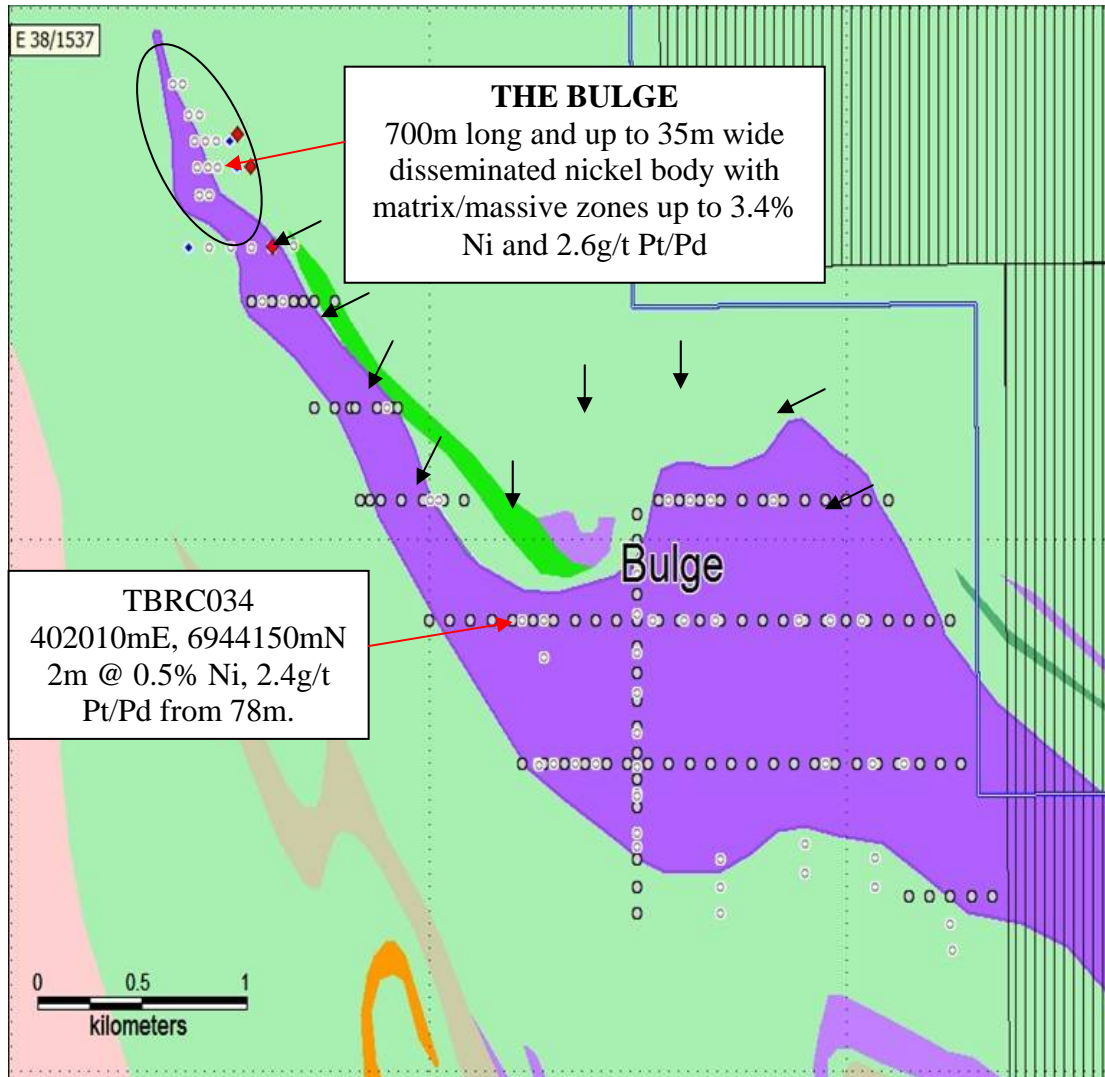 E 38/1537
THE BULGE
700m long and up to 35m wide
disseminated nickel body with
matrix/massive zones up to 3.4%
Ni and 2.6g/t Pt/Pd
Bulge
TBRC034
402010mE, 6944150mN
2m @ 0.5% Ni, 2.4g/t
Pt/Pd from 78m.
0 0.5 1
kilometers